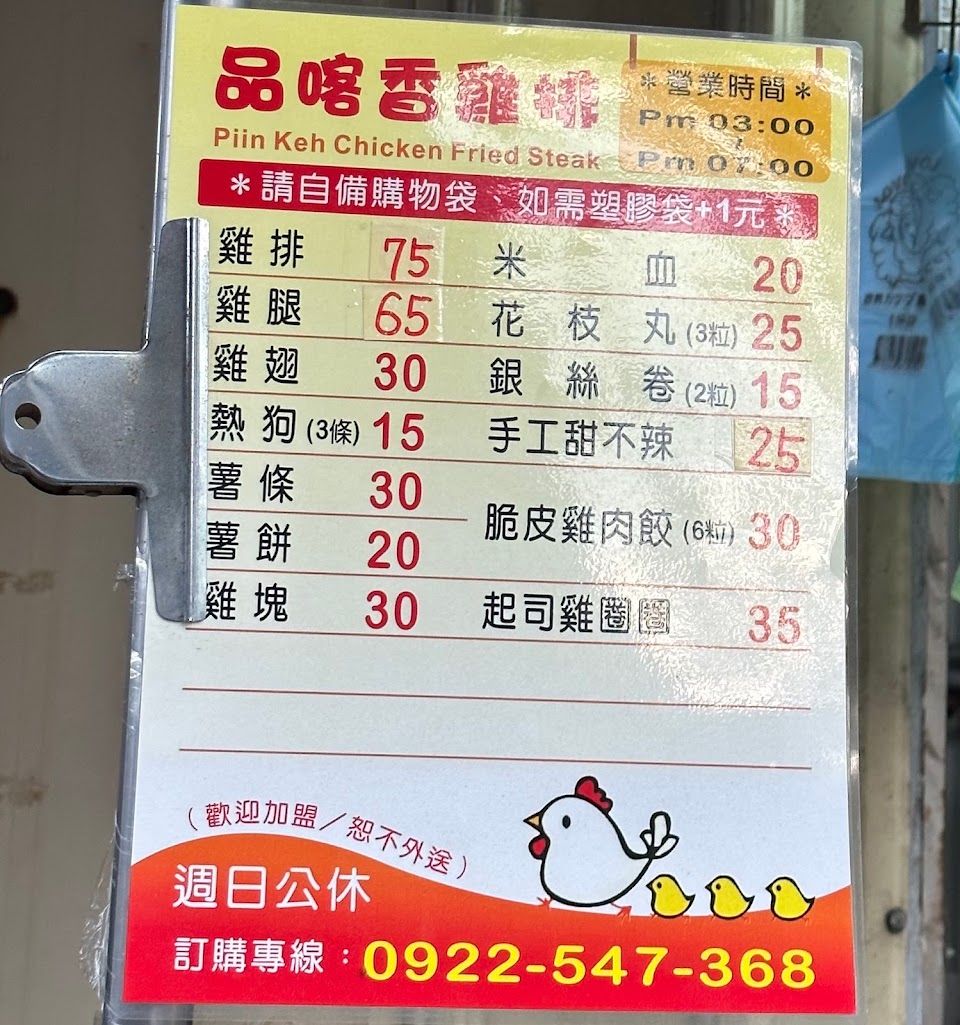 品喀香雞排
Piin Keh Chicken Fried Steak
＊營業時間＊
Pm 03:00
~
Pm 07:00
＊請自備購物袋、如需塑膠袋+1元＊
雞排 75
雞腿 65
雞翅 30
熱狗(3條) 15
薯條 30
薯餅 20
雞塊 30
米血 20
花枝丸(3粒) 25
銀絲卷(2粒) 15
手工甜不辣 25
脆皮雞肉餃(6粒) 30
起司雞圈圈 35
(歡迎加盟／恕不外送)
週日公休
訂購專線：0922-547-368